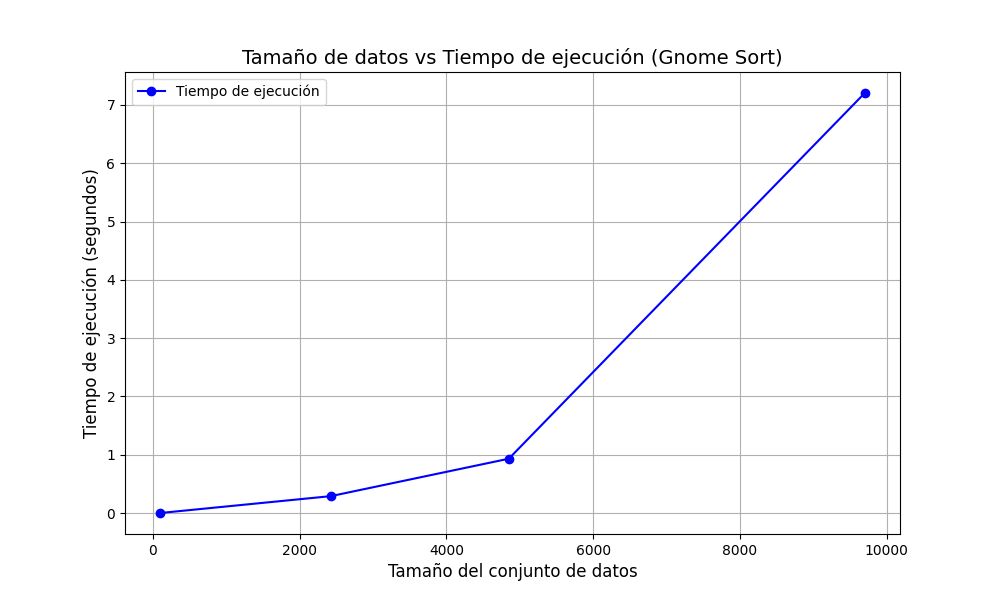 Tamaño de datos vs Tiempo de ejecución (Gnome Sort)
Tiempo de ejecución
Tiempo de ejecución (segundos)
7
6
5
4
3
2
1
0
0 2000 4000 6000 8000 10000
Tamaño del conjunto de datos